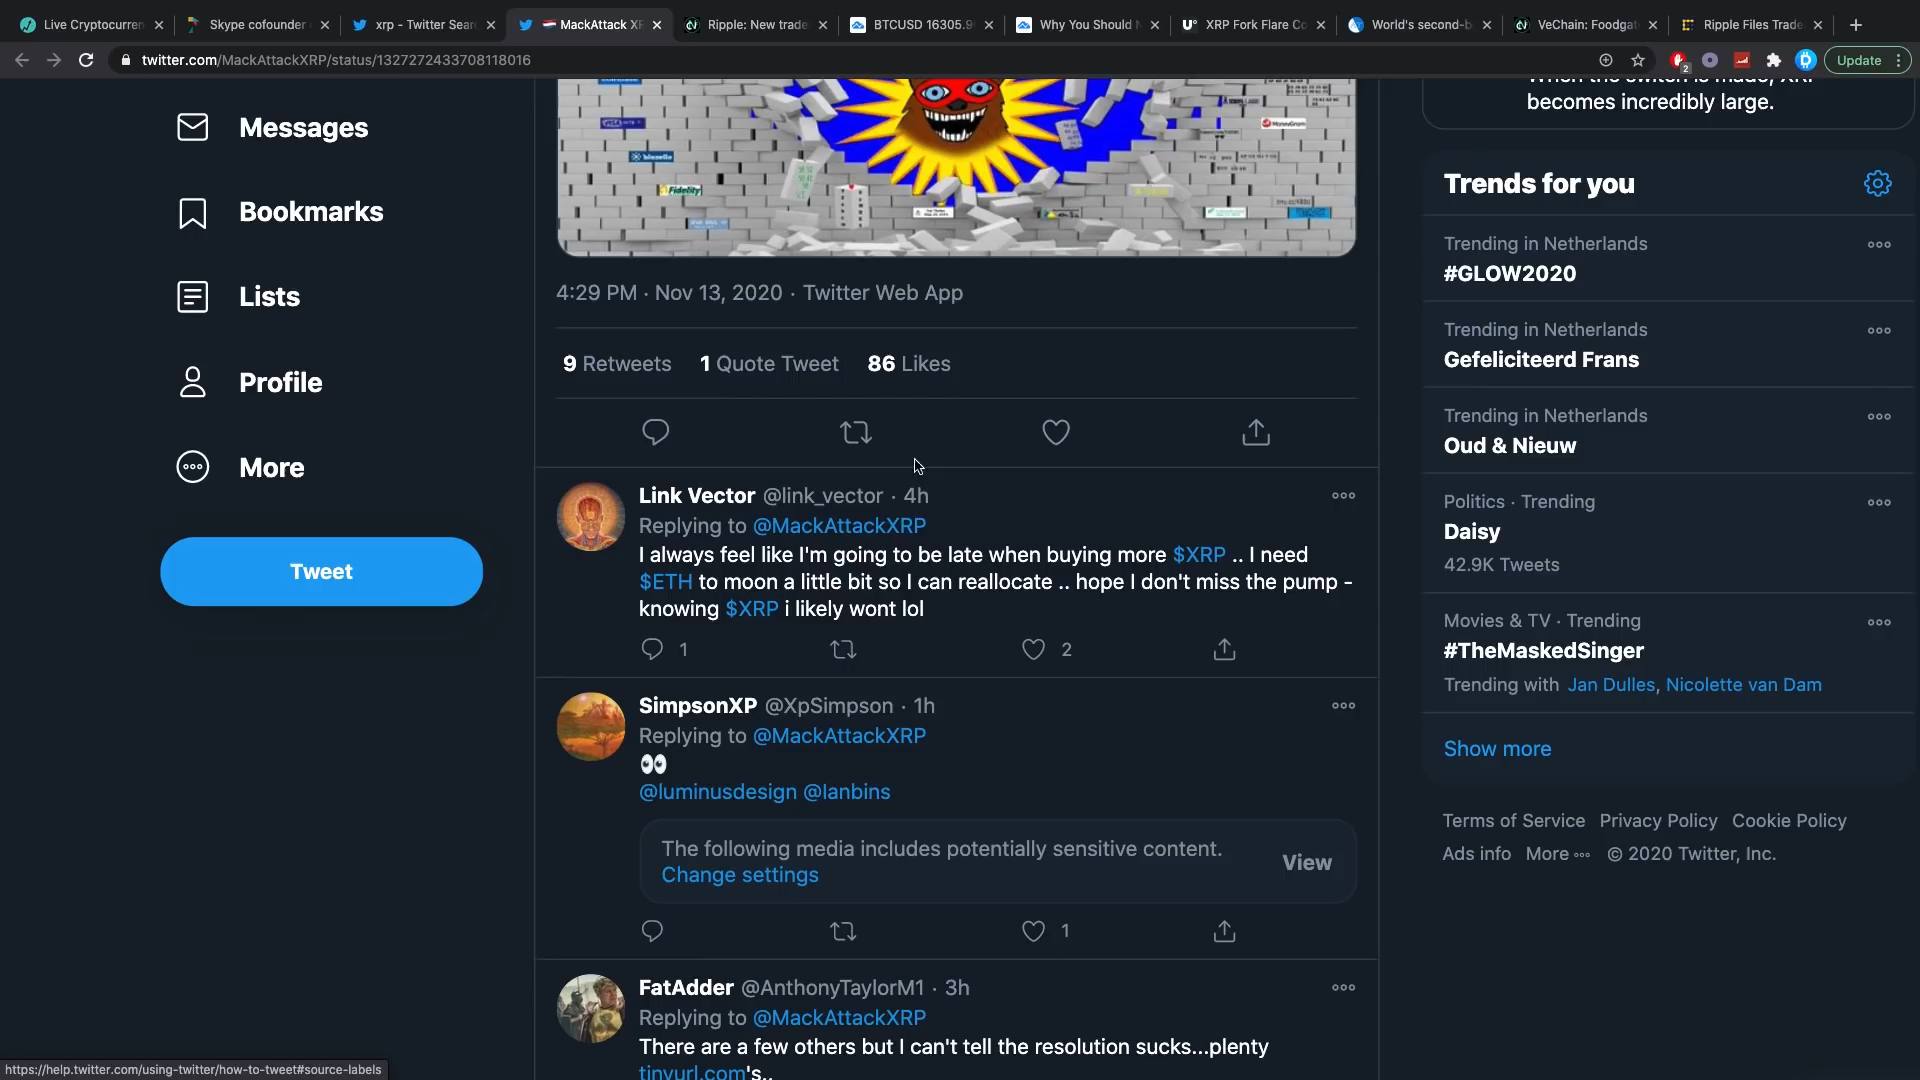 Live Cryptocurren
Skype cofounder
xrp - Twitter Sear
MackAttack XR
Ripple: New trade
BTCUSD 16305.9
Why You Should N
XRP Fork Flare Co
World's second-b
VeChain: Foodgat
Ripple Files Trade
twitter.com/MackAttackXRP/status/1327272433708118016
2
Update
Messages
Bookmarks
Lists
Profile
More
Tweet
VISA
MoneyGram
Fidelity
4:29 PM · Nov 13, 2020 · Twitter Web App
9 Retweets 1 Quote Tweet 86 Likes
Link Vector @link_vector · 4h
Replying to @MackAttackXRP
I always feel like I'm going to be late when buying more $XRP .. I need
$ETH to moon a little bit so I can reallocate .. hope I don't miss the pump -
knowing $XRP i likely wont lol
1 2
SimpsonXP @XpSimpson · 1h
Replying to @MackAttackXRP
👀
@luminusdesign @Ianbins
The following media includes potentially sensitive content.
Change settings
View
1
FatAdder @AnthonyTaylorM1 · 3h
Replying to @MackAttackXRP
There are a few others but I can't tell the resolution sucks...plenty
tinyurl.com's..
When the switch is made, XRP
becomes incredibly large.
Trends for you
Trending in Netherlands
#GLOW2020
Trending in Netherlands
Gefeliciteerd Frans
Trending in Netherlands
Oud & Nieuw
Politics · Trending
Daisy
42.9K Tweets
Movies & TV · Trending
#TheMaskedSinger
Trending with Jan Dulles, Nicolette van Dam
Show more
Terms of Service Privacy Policy Cookie Policy
Ads info More © 2020 Twitter, Inc.
https://help.twitter.com/using-twitter/how-to-tweet#source-labels